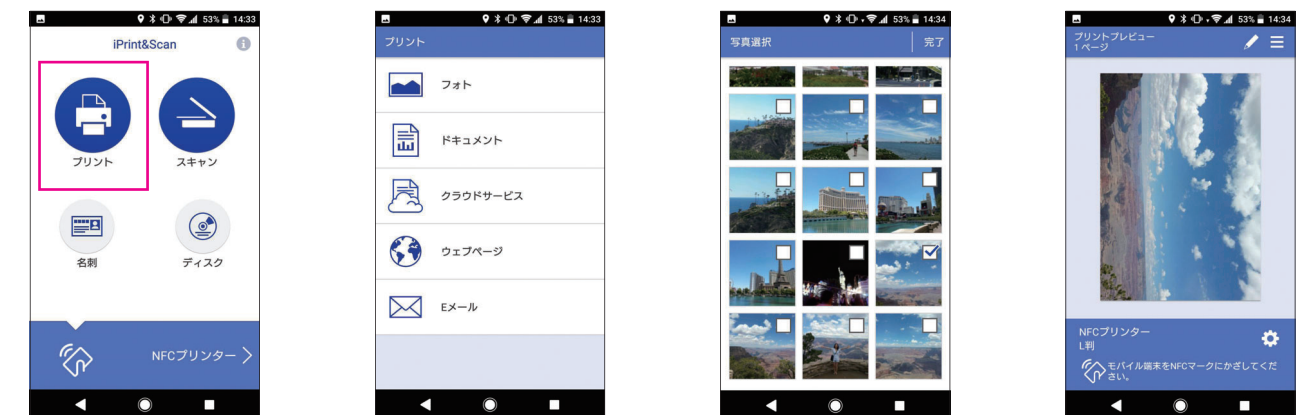 53% 14:33
iPrint&Scan
プリント
スキャン
名刺
ディスク
NFCプリンター
53% 14:33
プリント
フォト
ドキュメント
クラウドサービス
ウェブページ
Eメール
53% 14:34
写真選択
完了
53% 14:34
プリントプレビュー
1 ページ
NFCプリンター
L判
モバイル端末をNFCマークにかざしてくだ
さい。